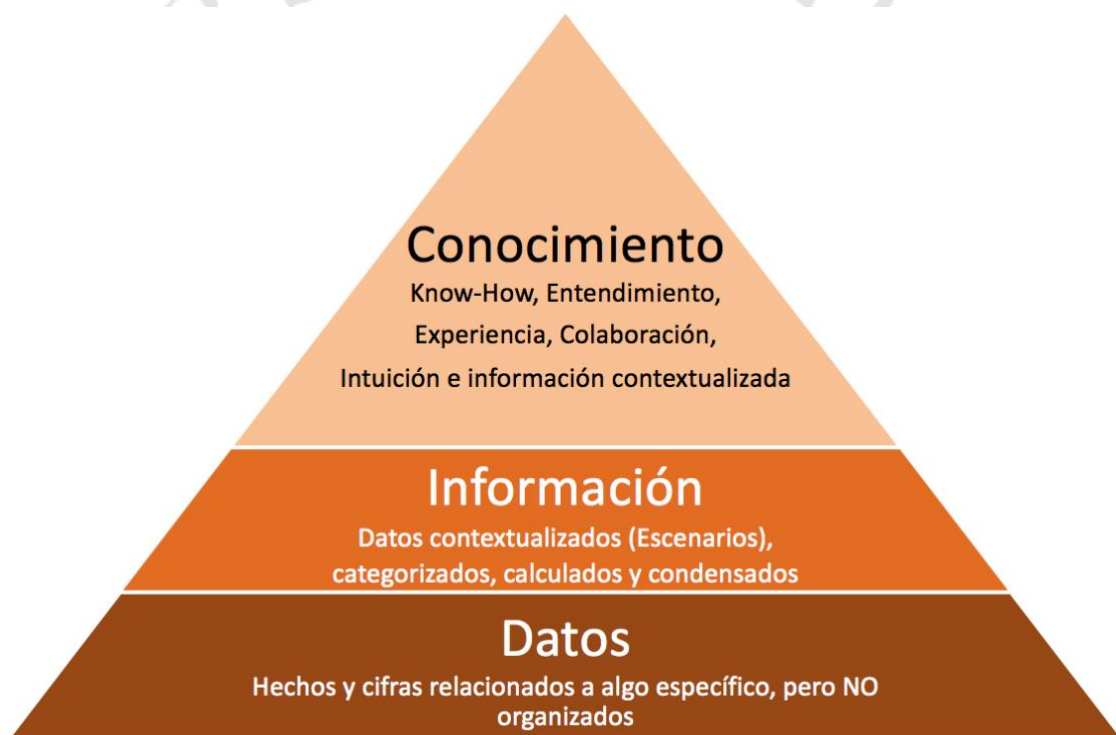 Conocimiento
Know-How, Entendimiento,
Experiencia, Colaboración,
Intuición e información contextualizada
Información
Datos contextualizados (Escenarios),
categorizados, calculados y condensados
Datos
Hechos y cifras relacionados a algo específico, pero NO
organizados